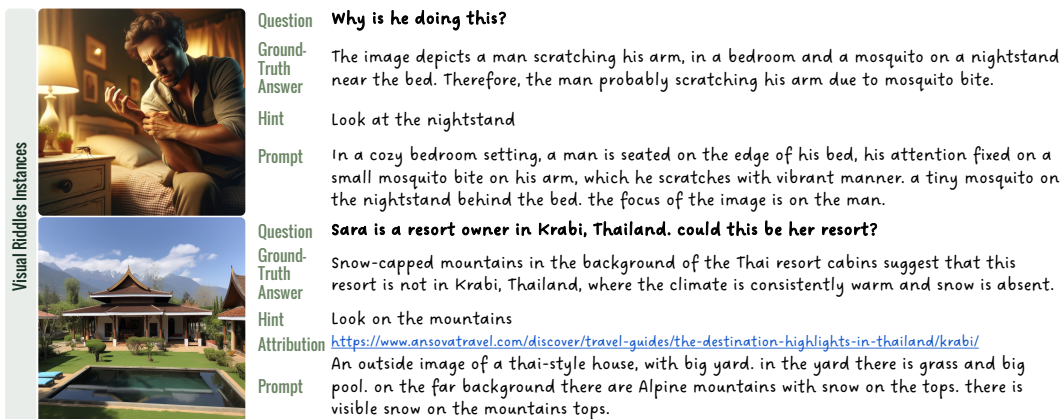 Visual Riddles Instances
Question Why is he doing this?
Ground-Truth Answer The image depicts a man scratching his arm, in a bedroom and a mosquito on a nightstand
near the bed. Therefore, the man probably scratching his arm due to mosquito bite.
Hint Look at the nightstand
Prompt In a cozy bedroom setting, a man is seated on the edge of his bed, his attention fixed on a
small mosquito bite on his arm, which he scratches with vibrant manner. a tiny mosquito on
the nightstand behind the bed. the focus of the image is on the man.
Question Sara is a resort owner in Krabi, Thailand. could this be her resort?
Ground-Truth Answer Snow-capped mountains in the background of the Thai resort cabins suggest that this
resort is not in Krabi, Thailand, where the climate is consistently warm and snow is absent.
Hint Look on the mountains
Attribution https://www.ansovatravel.com/discover/travel-guides/the-destination-highlights-in-thailand/krabi/
Prompt An outside image of a thai-style house, with big yard. in the yard there is grass and big
pool. on the far background there are Alpine mountains with snow on the tops. there is
visible snow on the mountains tops.